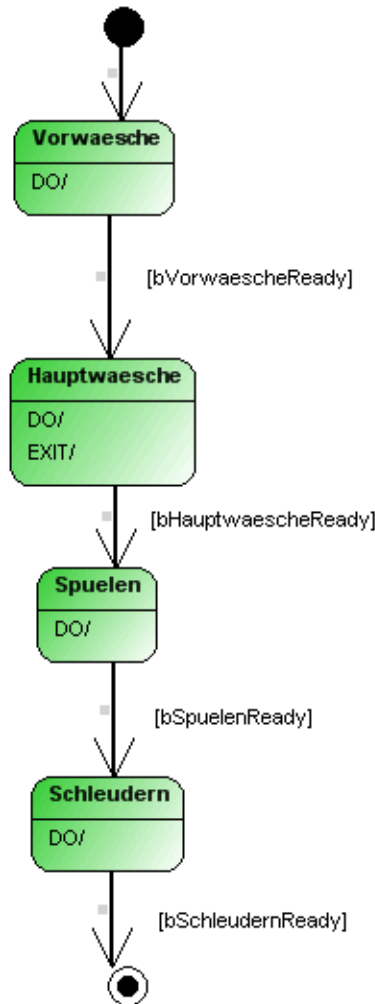 Vorwaesche
DO/
[bVorwaescheReady]
Hauptwaesche
DO/
EXIT/
[bHauptwaescheReady]
Spuelen
DO/
[bSpuelenReady]
Schleudern
DO/
[bSchleudernReady]